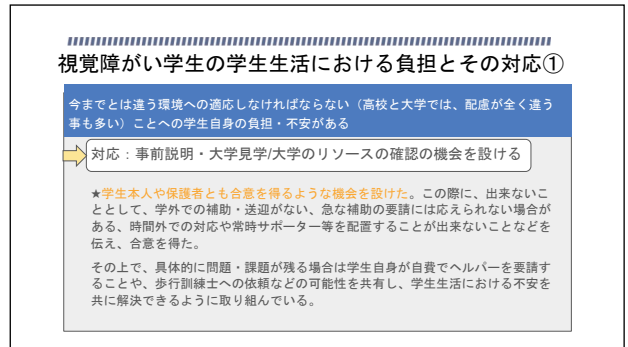 視覚障がい学生の学生生活における負担とその対応①
今までとは違う環境への適応しなければならない（高校と大学では、配慮が全く違う
事も多い）ことへの学生自身の負担・不安がある
対応：事前説明・大学見学/大学のリソースの確認の機会を設ける
★学生本人や保護者とも合意を得るような機会を設けた。この際に、出来ないこ
ととして、学外での補助・送迎がない、急な補助の要請には応えられない場合が
ある、時間外での対応や常時サポーター等を配置することが出来ないことなどを
伝え、合意を得た。
その上で、具体的に問題・課題が残る場合は学生自身が自費でヘルパーを要請す
ることや、歩行訓練士への依頼などの可能性を共有し、学生生活における不安を
共に解決できるように取り組んでいる。